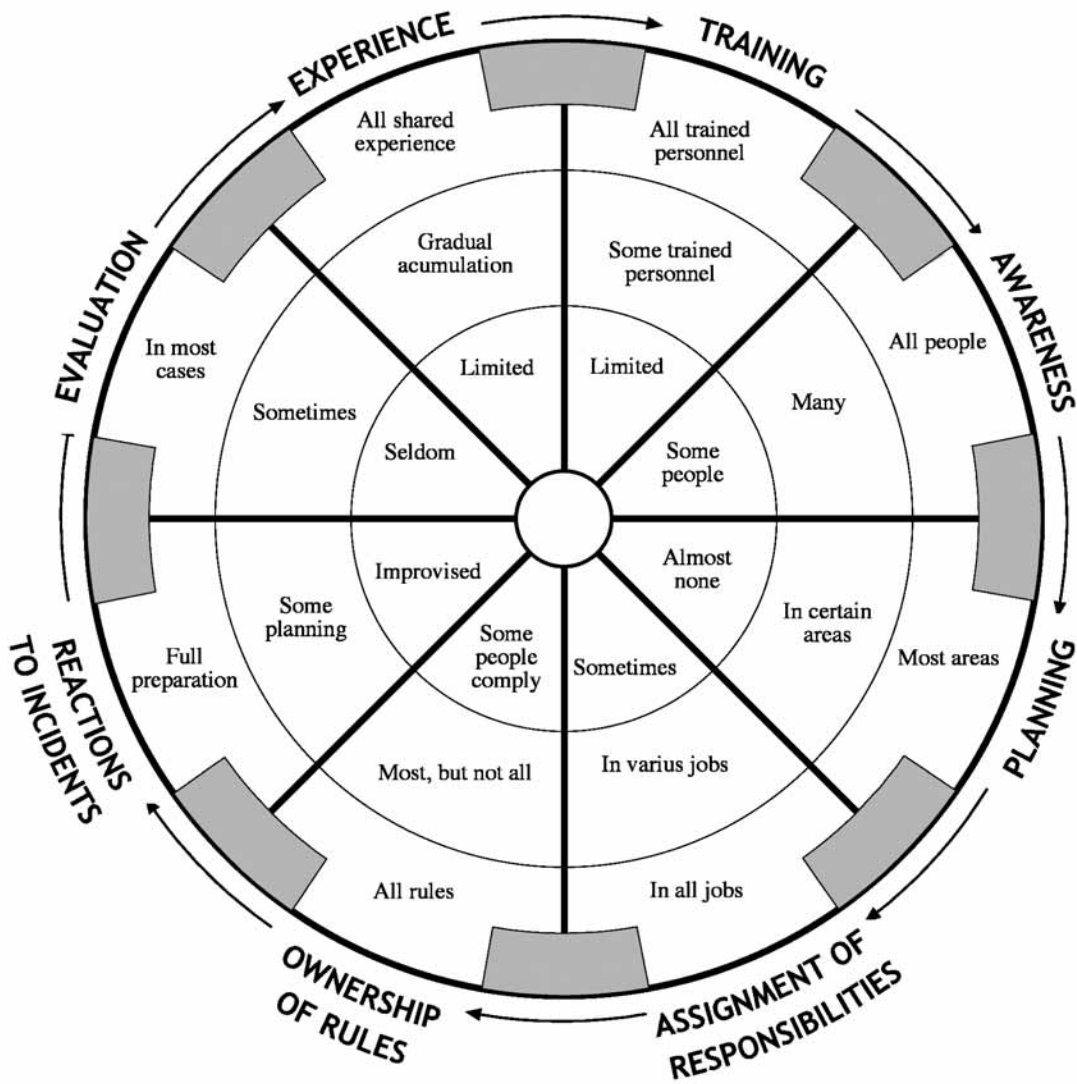 EXPERIENCE
TRAINING
AWARENESS
PLANNING
ASSIGNMENT OF
RESPONSIBILITIES
OWNERSHIP
OF RULES
REACTIONS
TO INCIDENTS
EVALUATION
All shared
experience
Gradual
acumulation
Limited
All trained
personnel
Some trained
personnel
Limited
All people
Many
Some
people
Almost
none
In certain
areas
Most areas
Sometimes
In varius jobs
In all jobs
Some
people
comply
Most, but not all
All rules
Improvised
Some
planning
Full
preparation
In most
cases
Sometimes
Seldom